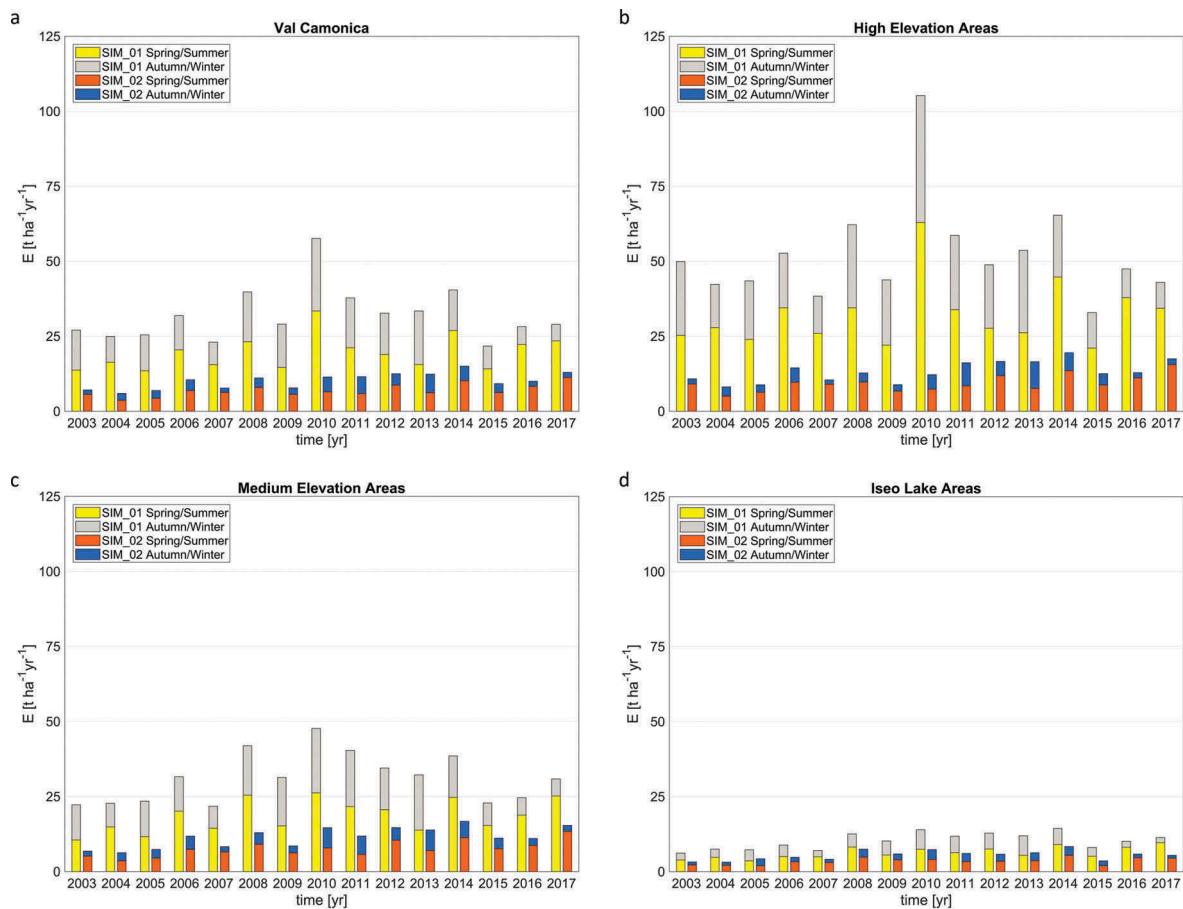 a
Val Camonica
125
100
75
50
25
0
E [t ha⁻¹yr⁻¹]
SIM_01 Spring/Summer
SIM_01 Autumn/Winter
SIM_02 Spring/Summer
SIM_02 Autumn/Winter
2003 2004 2005 2006 2007 2008 2009 2010 2011 2012 2013 2014 2015 2016 2017
time [yr]
b
High Elevation Areas
125
100
75
50
25
0
E [t ha⁻¹yr⁻¹]
SIM_01 Spring/Summer
SIM_01 Autumn/Winter
SIM_02 Spring/Summer
SIM_02 Autumn/Winter
2003 2004 2005 2006 2007 2008 2009 2010 2011 2012 2013 2014 2015 2016 2017
time [yr]
c
Medium Elevation Areas
125
100
75
50
25
0
E [t ha⁻¹yr⁻¹]
SIM_01 Spring/Summer
SIM_01 Autumn/Winter
SIM_02 Spring/Summer
SIM_02 Autumn/Winter
2003 2004 2005 2006 2007 2008 2009 2010 2011 2012 2013 2014 2015 2016 2017
time [yr]
d
Iseo Lake Areas
125
100
75
50
25
0
E [t ha⁻¹yr⁻¹]
SIM_01 Spring/Summer
SIM_01 Autumn/Winter
SIM_02 Spring/Summer
SIM_02 Autumn/Winter
2003 2004 2005 2006 2007 2008 2009 2010 2011 2012 2013 2014 2015 2016 2017
time [yr]